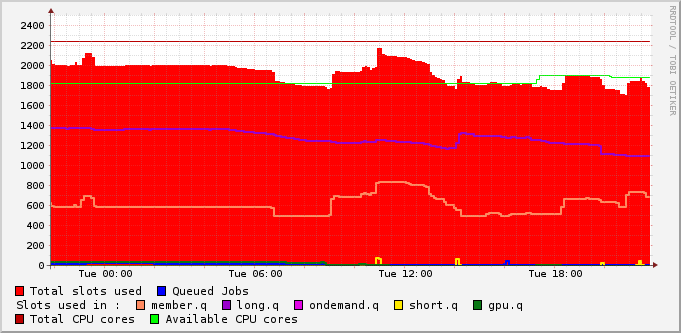 2400
2200
2000
1800
1600
1400
1200
1000
800
600
400
200
0
Tue 00:00 Tue 06:00 Tue 12:00 Tue 18:00
RRDTOOL / TOBI OETIKER
Total slots used Queued Jobs
Slots used in : member.q long.q ondemand.q short.q gpu.q
Total CPU cores Available CPU cores